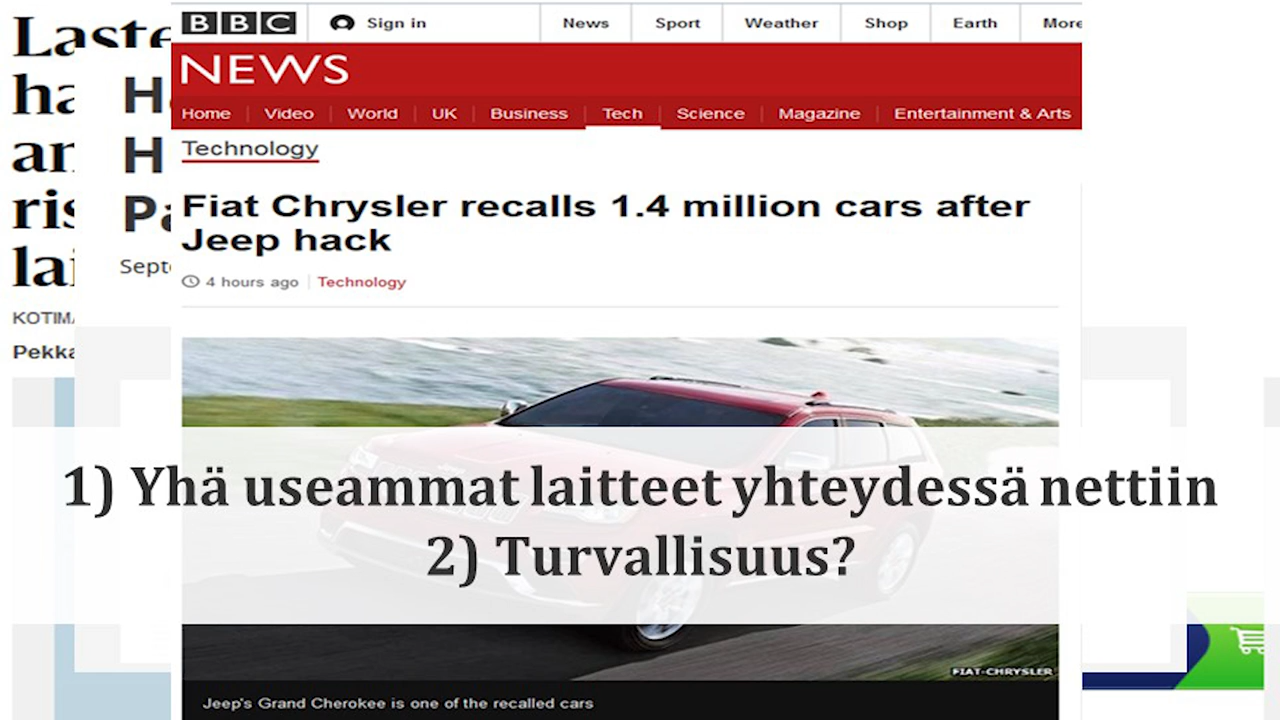 BBC Sign in News Sport Weather Shop Earth More
NEWS
Home Video World UK Business Tech Science Magazine Entertainment & Arts
Technology
Fiat Chrysler recalls 1.4 million cars after
Jeep hack
4 hours ago Technology
1) Yhä useammat laitteet yhteydessä nettiin
2) Turvallisuus?
FIAT-CHRYSLER
Jeep's Grand Cherokee is one of the recalled cars